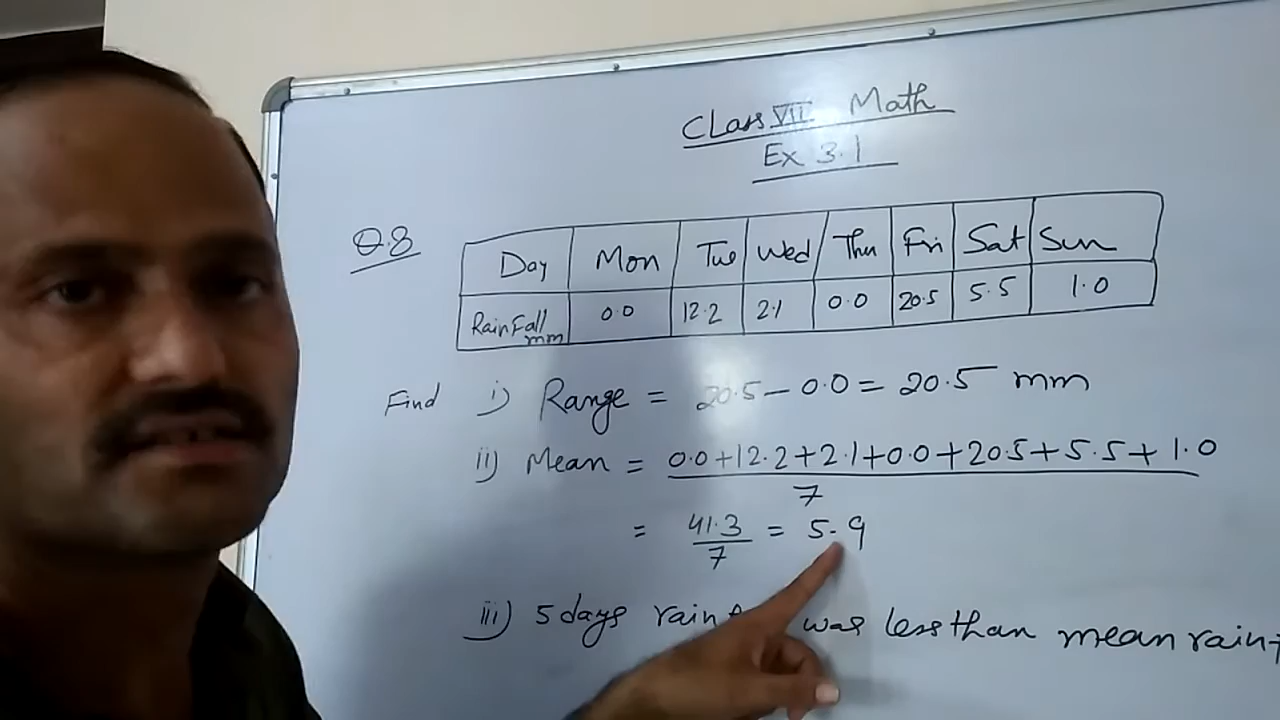 Class VII Math
Ex 3.1
Q.8
Day Mon Tue Wed Thu Fri Sat Sun
RainFall mm 0.0 12.2 2.1 0.0 20.5 5.5 1.0
Find i) Range = 20.5 - 0.0 = 20.5 mm
ii) Mean = 0.0+12.2+2.1+0.0+20.5+5.5+1.0
7
= 41.3/7 = 5.9
iii) 5 days was less than mean